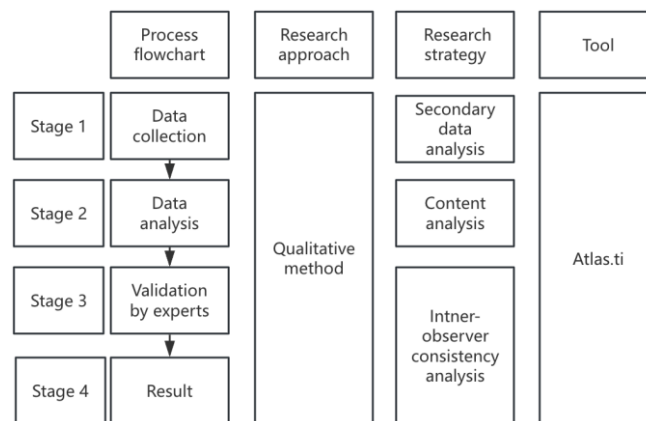 Process
flowchart
Research
approach
Research
strategy
Tool
Stage 1
Data
collection
Secondary
data
analysis
Stage 2
Data
analysis
Content
analysis
Qualitative
method
Atlas.ti
Stage 3
Validation
by experts
Intner-
observer
consistency
analysis
Stage 4
Result